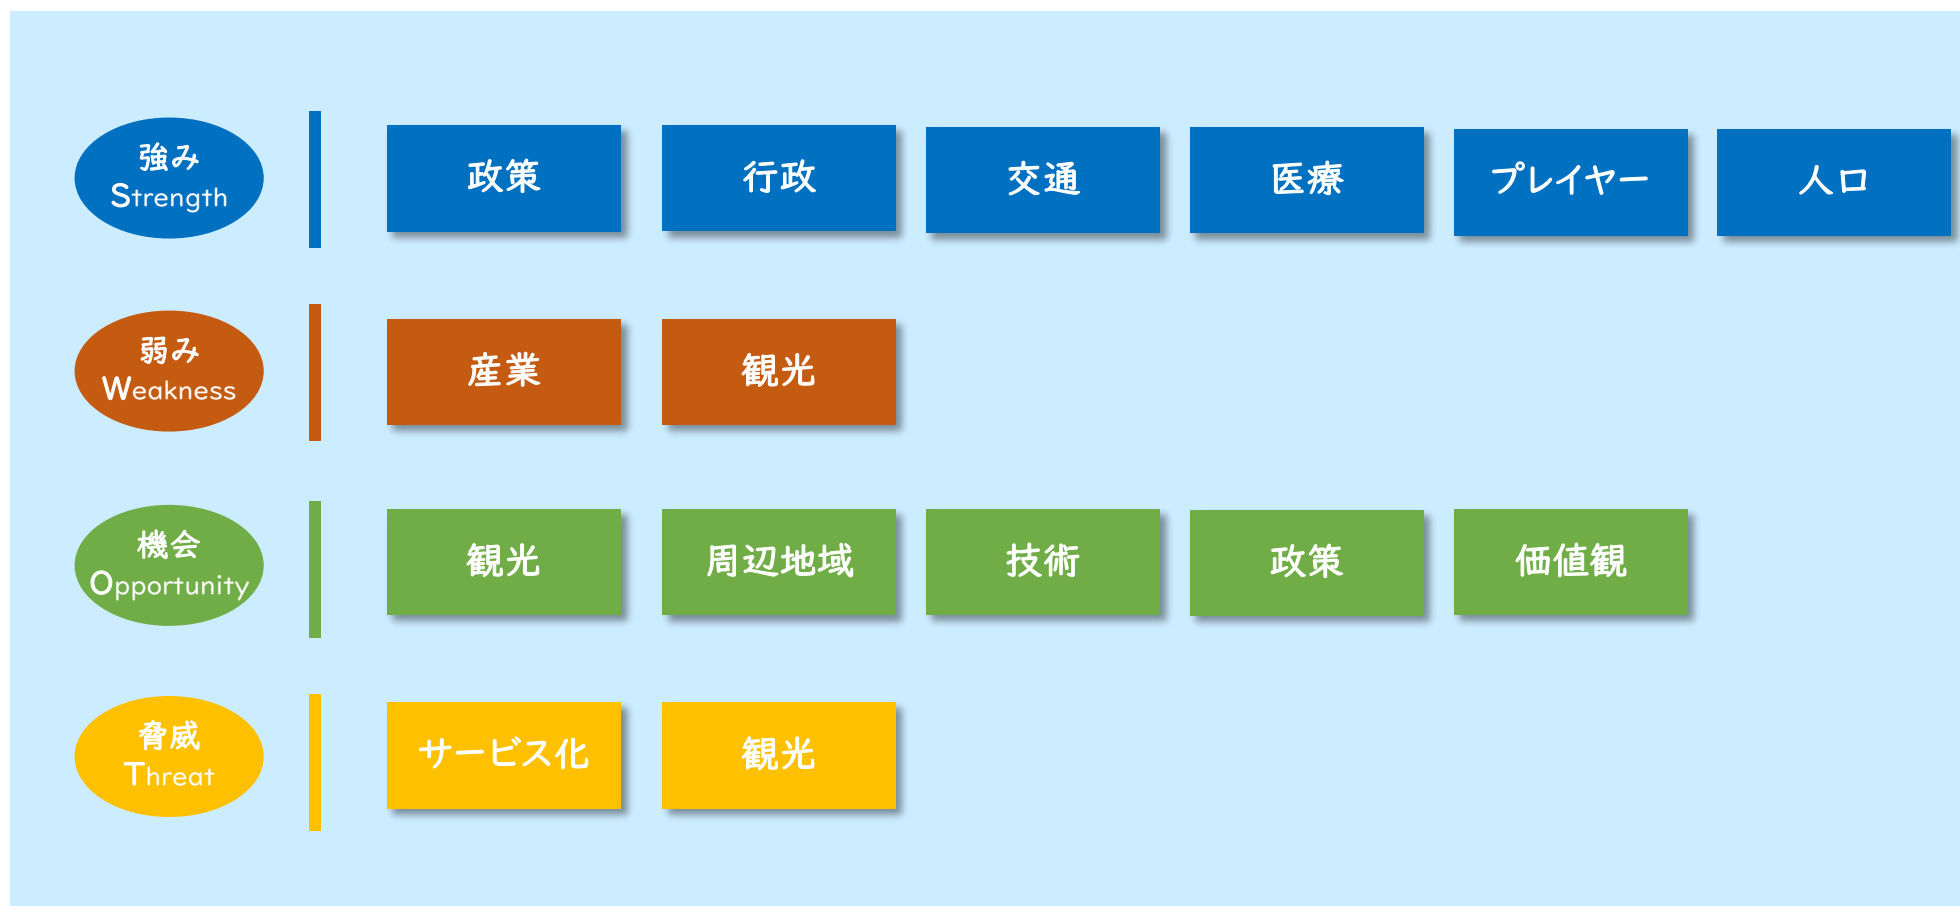 強み
Strength
政策
行政
交通
医療
プレイヤー
人口
弱み
Weakness
産業
観光
機会
Opportunity
観光
周辺地域
技術
政策
価値観
脅威
Threat
サービス化
観光